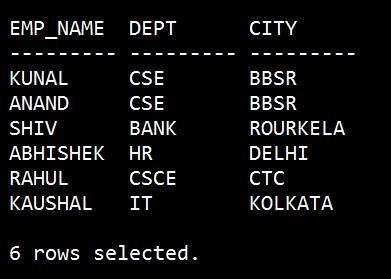 EMP_NAME DEPT CITY
--------- --------- ---------
KUNAL CSE BBSR
ANAND CSE BBSR
SHIV BANK ROURKELA
ABHISHEK HR DELHI
RAHUL CSCE CTC
KAUSHAL IT KOLKATA
6 rows selected.